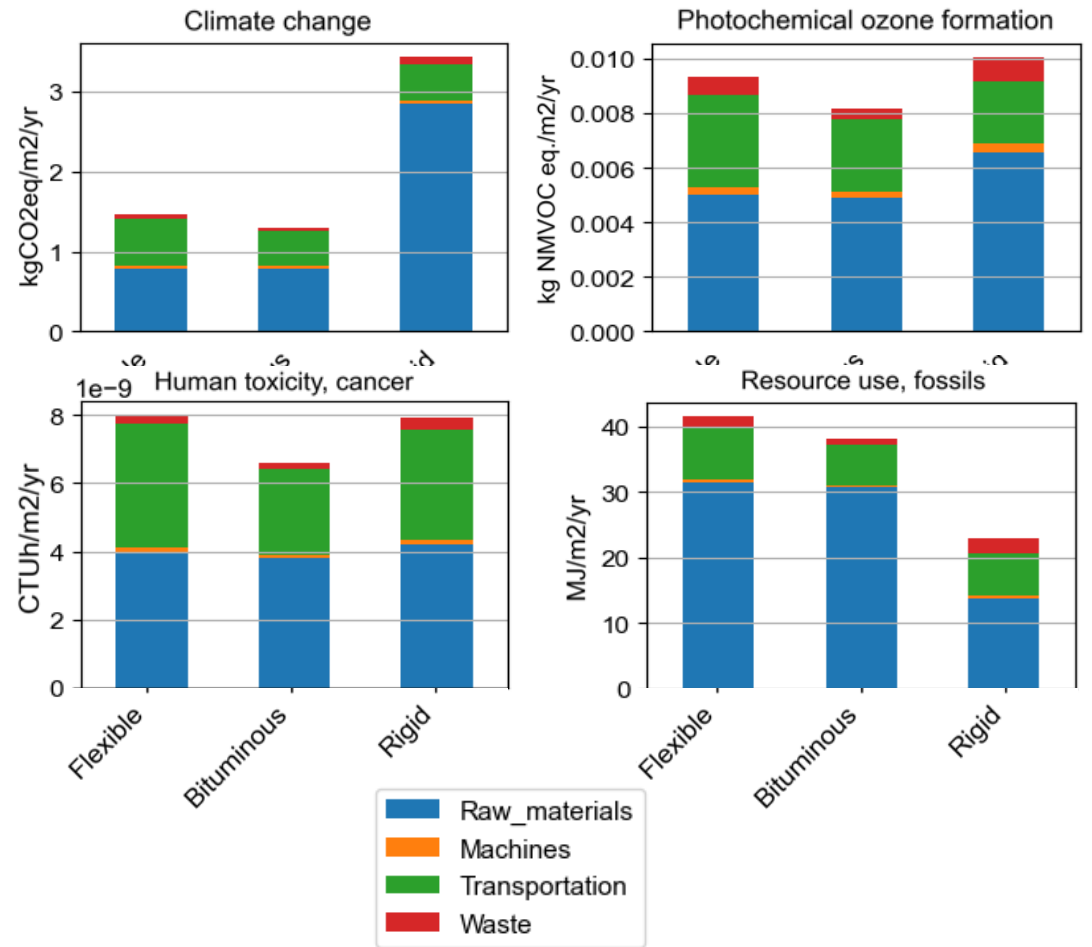 Climate change
kgCO2eq/m2/yr
3
2
1
0
Photochemical ozone formation
kg NMVOC eq./m2/yr
0.010
0.008
0.006
0.004
0.002
0.000
1e−9
Human toxicity, cancer
CTUh/m2/yr
8
6
4
2
0
Flexible
Bituminous
Rigid
Resource use, fossils
MJ/m2/yr
40
30
20
10
0
Flexible
Bituminous
Rigid
Raw_materials
Machines
Transportation
Waste